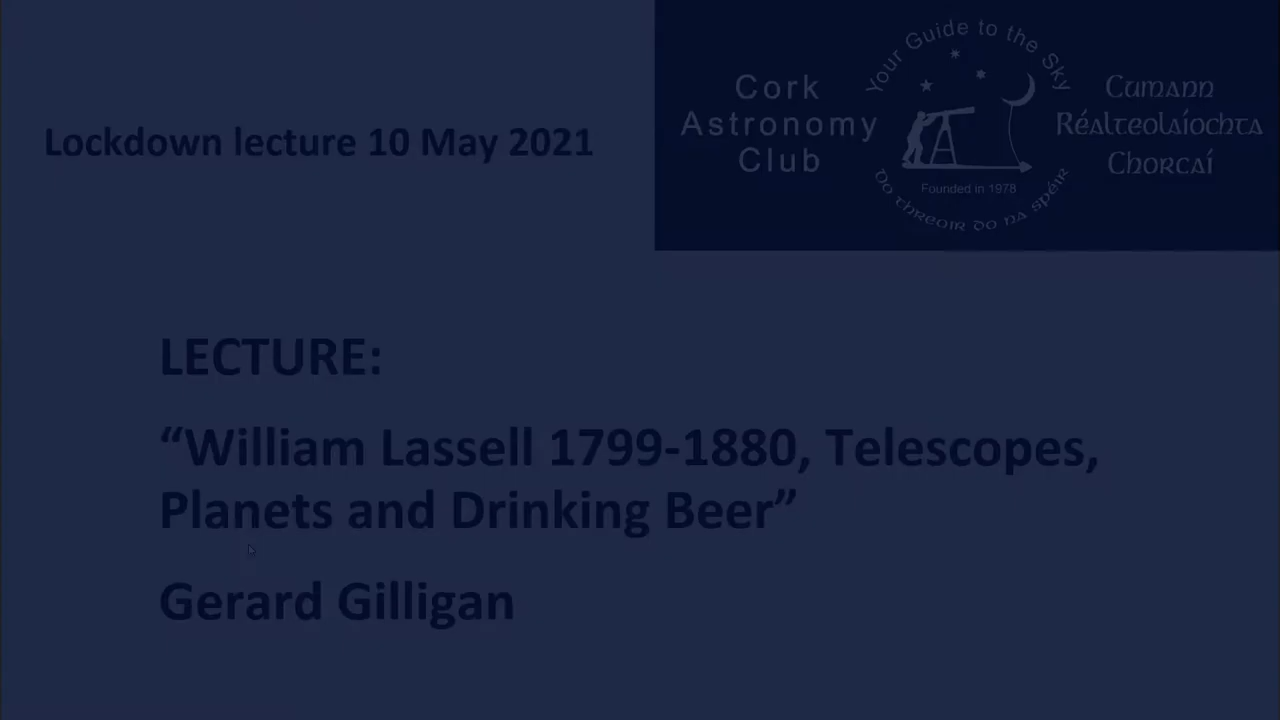 Lockdown lecture 10 May 2021
Cork
Astronomy
Club
Your Guide to the Sky
Founded in 1978
Do threoir do na spéir
Cumann
Réalteolaíochta
Chorcaí
LECTURE:
“William Lassell 1799-1880, Telescopes,
Planets and Drinking Beer”
Gerard Gilligan